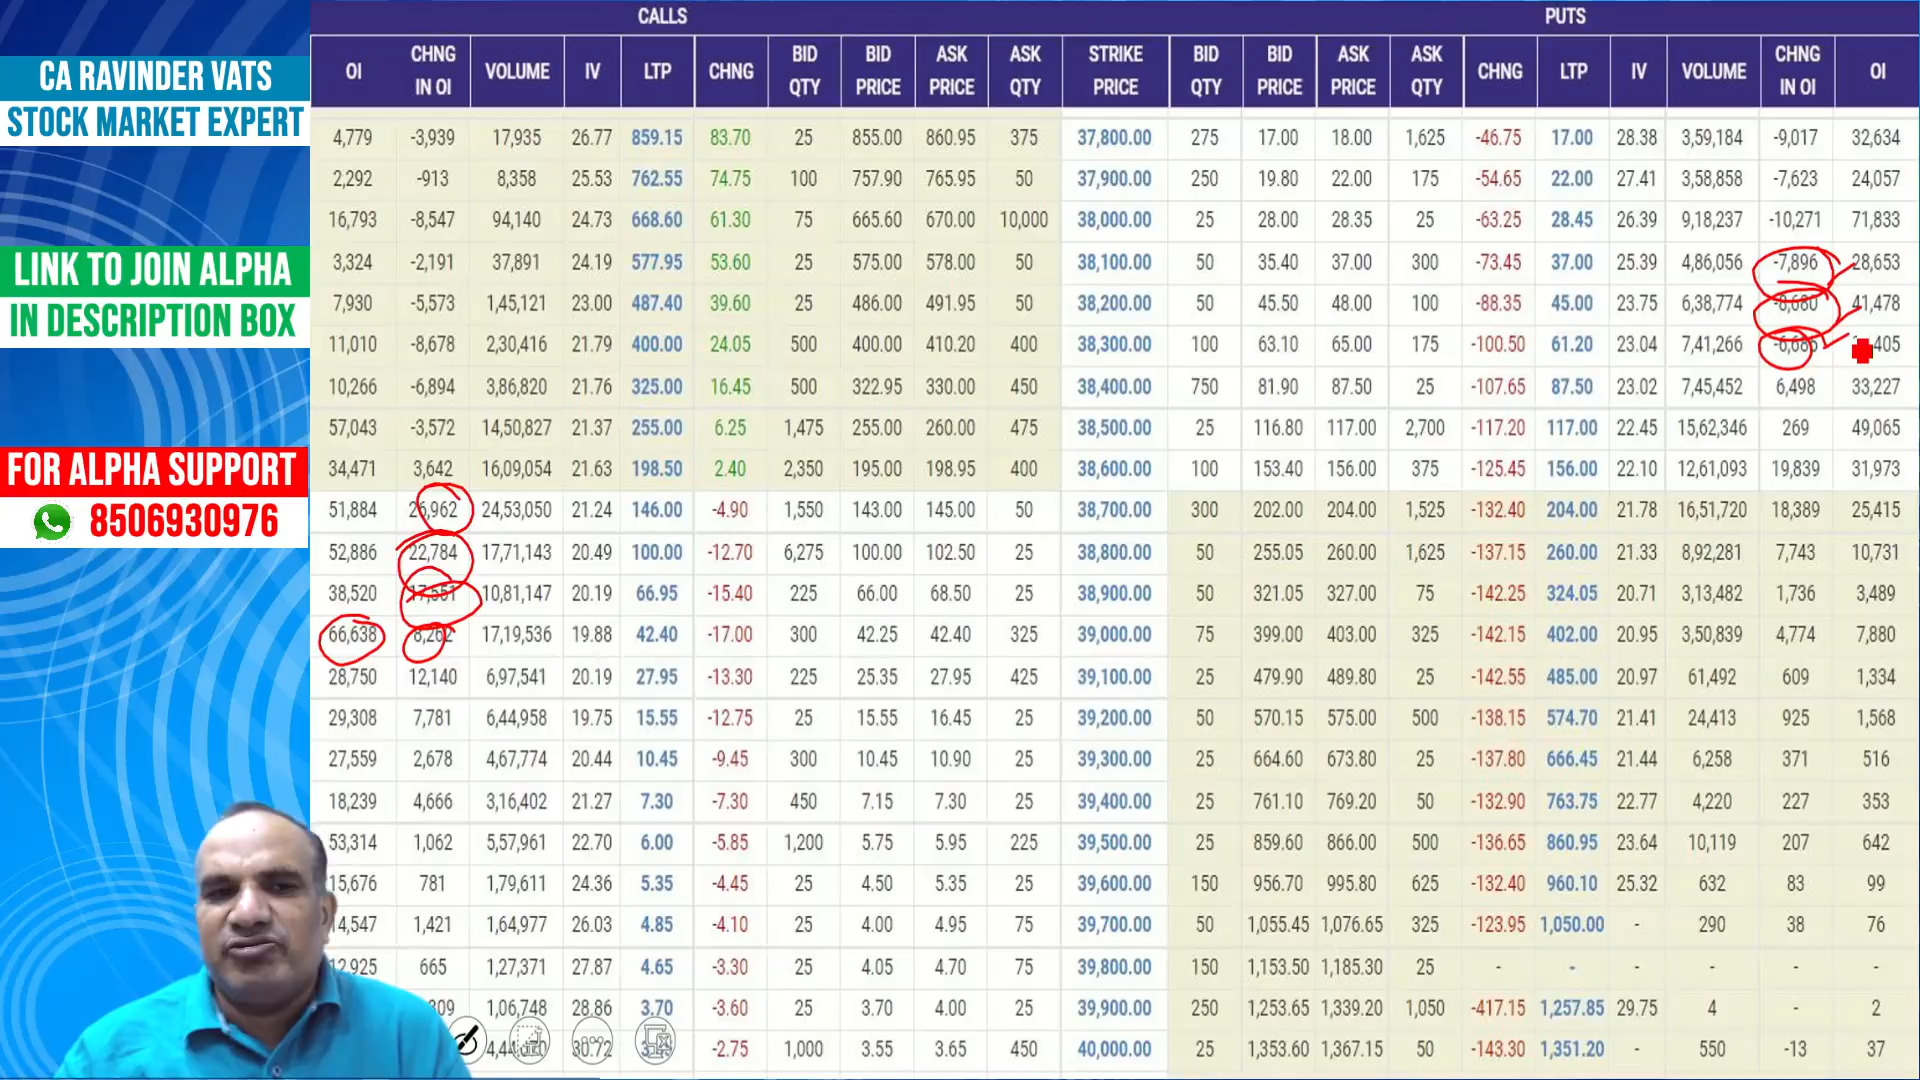 CA RAVINDER VATS
STOCK MARKET EXPERT
LINK TO JOIN ALPHA
IN DESCRIPTION BOX
FOR ALPHA SUPPORT
8506930976
CALLS PUTS
OI CHNG IN OI VOLUME IV LTP CHNG BID QTY BID PRICE ASK PRICE ASK QTY STRIKE PRICE BID QTY BID PRICE ASK PRICE ASK QTY CHNG LTP IV VOLUME CHNG IN OI OI
4,779 -3,939 17,935 26.77 859.15 83.70 25 855.00 860.95 375 37,800.00 275 17.00 18.00 1,625 -46.75 17.00 28.38 3,59,184 -9,017 32,634
2,292 -913 8,358 25.53 762.55 74.75 100 757.90 765.95 50 37,900.00 250 19.80 22.00 175 -54.65 22.00 27.41 3,58,858 -7,623 24,057
16,793 -8,547 94,140 24.73 668.60 61.30 75 665.60 670.00 10,000 38,000.00 25 28.00 28.35 25 -63.25 28.45 26.39 9,18,237 -10,271 71,833
3,324 -2,191 37,891 24.19 577.95 53.60 25 575.00 578.00 50 38,100.00 50 35.40 37.00 300 -73.45 37.00 25.39 4,86,056 -7,896 28,653
7,930 -5,573 1,45,121 23.00 487.40 39.60 25 486.00 491.95 50 38,200.00 50 45.50 48.00 100 -88.35 45.00 23.75 6,38,774 -8,680 41,478
11,010 -8,678 2,30,416 21.79 400.00 24.05 500 400.00 410.20 400 38,300.00 100 63.10 65.00 175 -100.50 61.20 23.04 7,41,266
10,266 -6,894 3,86,820 21.76 325.00 16.45 500 322.95 330.00 450 38,400.00 750 81.90 87.50 25 -107.65 87.50 23.02 7,45,452 6,498 33,227
57,043 -3,572 14,50,827 21.37 255.00 6.25 1,475 255.00 260.00 475 38,500.00 25 116.80 117.00 2,700 -117.20 117.00 22.45 15,62,346 269 49,065
34,471 3,642 16,09,054 21.63 198.50 2.40 2,350 195.00 198.95 400 38,600.00 100 153.40 156.00 375 -125.45 156.00 22.10 12,61,093 19,839 31,973
51,884 26,962 24,53,050 21.24 146.00 -4.90 1,550 143.00 145.00 50 38,700.00 300 202.00 204.00 1,525 -132.40 204.00 21.78 16,51,720 18,389 25,415
52,886 22,784 17,71,143 20.49 100.00 -12.70 6,275 100.00 102.50 25 38,800.00 50 255.05 260.00 1,625 -137.15 260.00 21.33 8,92,281 7,743 10,731
38,520 17,551 10,81,147 20.19 66.95 -15.40 225 66.00 68.50 25 38,900.00 50 321.05 327.00 75 -142.25 324.05 20.71 3,13,482 1,736 3,489
66,638 8,262 17,19,536 19.88 42.40 -17.00 300 42.25 42.40 325 39,000.00 75 399.00 403.00 325 -142.15 402.00 20.95 3,50,839 4,774 7,880
28,750 12,140 6,97,541 20.19 27.95 -13.30 225 25.35 27.95 425 39,100.00 25 479.90 489.80 25 -142.55 485.00 20.97 61,492 609 1,334
29,308 7,781 6,44,958 19.75 15.55 -12.75 25 15.55 16.45 25 39,200.00 50 570.15 575.00 500 -138.15 574.70 21.41 24,413 925 1,568
27,559 2,678 4,67,774 20.44 10.45 -9.45 300 10.45 10.90 25 39,300.00 25 664.60 673.80 25 -137.80 666.45 21.44 6,258 371 516
18,239 4,666 3,16,402 21.27 7.30 -7.30 450 7.15 7.30 25 39,400.00 25 761.10 769.20 50 -132.90 763.75 22.77 4,220 227 353
53,314 1,062 5,57,961 22.70 6.00 -5.85 1,200 5.75 5.95 225 39,500.00 25 859.60 866.00 500 -136.65 860.95 23.64 10,119 207 642
15,676 781 1,79,611 24.36 5.35 -4.45 25 4.50 5.35 25 39,600.00 150 956.70 995.80 625 -132.40 960.10 25.32 632 83 99
14,547 1,421 1,64,977 26.03 4.85 -4.10 25 4.00 4.95 75 39,700.00 50 1,055.45 1,076.65 325 -123.95 1,050.00 - 290 38 76
12,925 665 1,27,371 27.87 4.65 -3.30 25 4.05 4.70 75 39,800.00 150 1,153.50 1,185.30 25 - - - - - -
1,06,748 28.86 3.70 -3.60 25 3.70 4.00 25 39,900.00 250 1,253.65 1,339.20 1,050 -417.15 1,257.85 29.75 4 - 2
30.72 -2.75 1,000 3.55 3.65 450 40,000.00 25 1,353.60 1,367.15 50 -143.30 1,351.20 - 550 -13 37